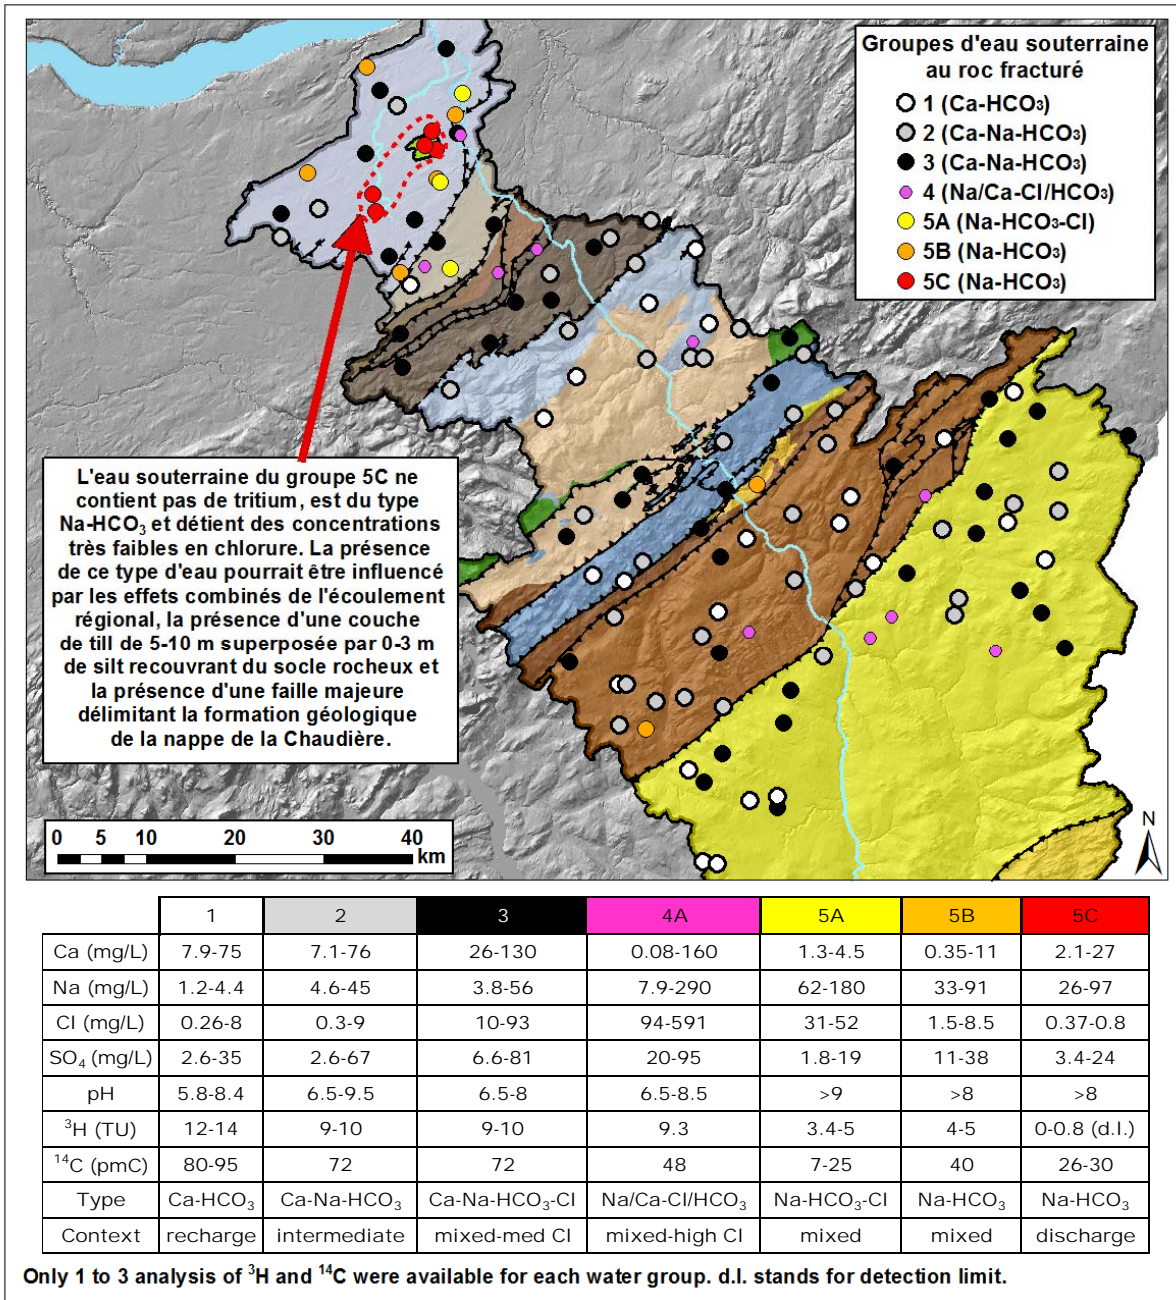 Groupes d'eau souterraine
au roc fracturé
1 (Ca-HCO3)
2 (Ca-Na-HCO3)
3 (Ca-Na-HCO3)
4 (Na/Ca-Cl/HCO3)
5A (Na-HCO3-Cl)
5B (Na-HCO3)
5C (Na-HCO3)
L'eau souterraine du groupe 5C ne
contient pas de tritium, est du type
Na-HCO3 et détient des concentrations
très faibles en chlorure. La présence
de ce type d'eau pourrait être influencé
par les effets combinés de l'écoulement
régional, la présence d'une couche
de till de 5-10 m superposée par 0-3 m
de silt recouvrant du socle rocheux et
la présence d'une faille majeure
délimitant la formation géologique
de la nappe de la Chaudière.
0 5 10 20 30 40
km
N
1 2 3 4A 5A 5B 5C
Ca (mg/L) 7.9-75 7.1-76 26-130 0.08-160 1.3-4.5 0.35-11 2.1-27
Na (mg/L) 1.2-4.4 4.6-45 3.8-56 7.9-290 62-180 33-91 26-97
Cl (mg/L) 0.26-8 0.3-9 10-93 94-591 31-52 1.5-8.5 0.37-0.8
SO4 (mg/L) 2.6-35 2.6-67 6.6-81 20-95 1.8-19 11-38 3.4-24
pH 5.8-8.4 6.5-9.5 6.5-8 6.5-8.5 >9 >8 >8
3H (TU) 12-14 9-10 9-10 9.3 3.4-5 4-5 0-0.8 (d.l.)
14C (pmC) 80-95 72 72 48 7-25 40 26-30
Type Ca-HCO3 Ca-Na-HCO3 Ca-Na-HCO3-Cl Na/Ca-Cl/HCO3 Na-HCO3-Cl Na-HCO3 Na-HCO3
Context recharge intermediate mixed-med Cl mixed-high Cl mixed mixed discharge
Only 1 to 3 analysis of 3H and 14C were available for each water group. d.l. stands for detection limit.